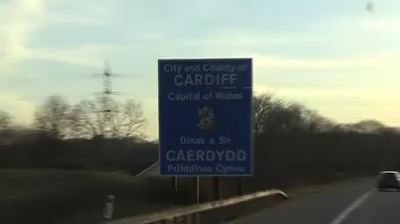 City and County of
CARDIFF
Capital of Wales
Dinas a Sir
CAERDYDD
Prifddinas Cymru